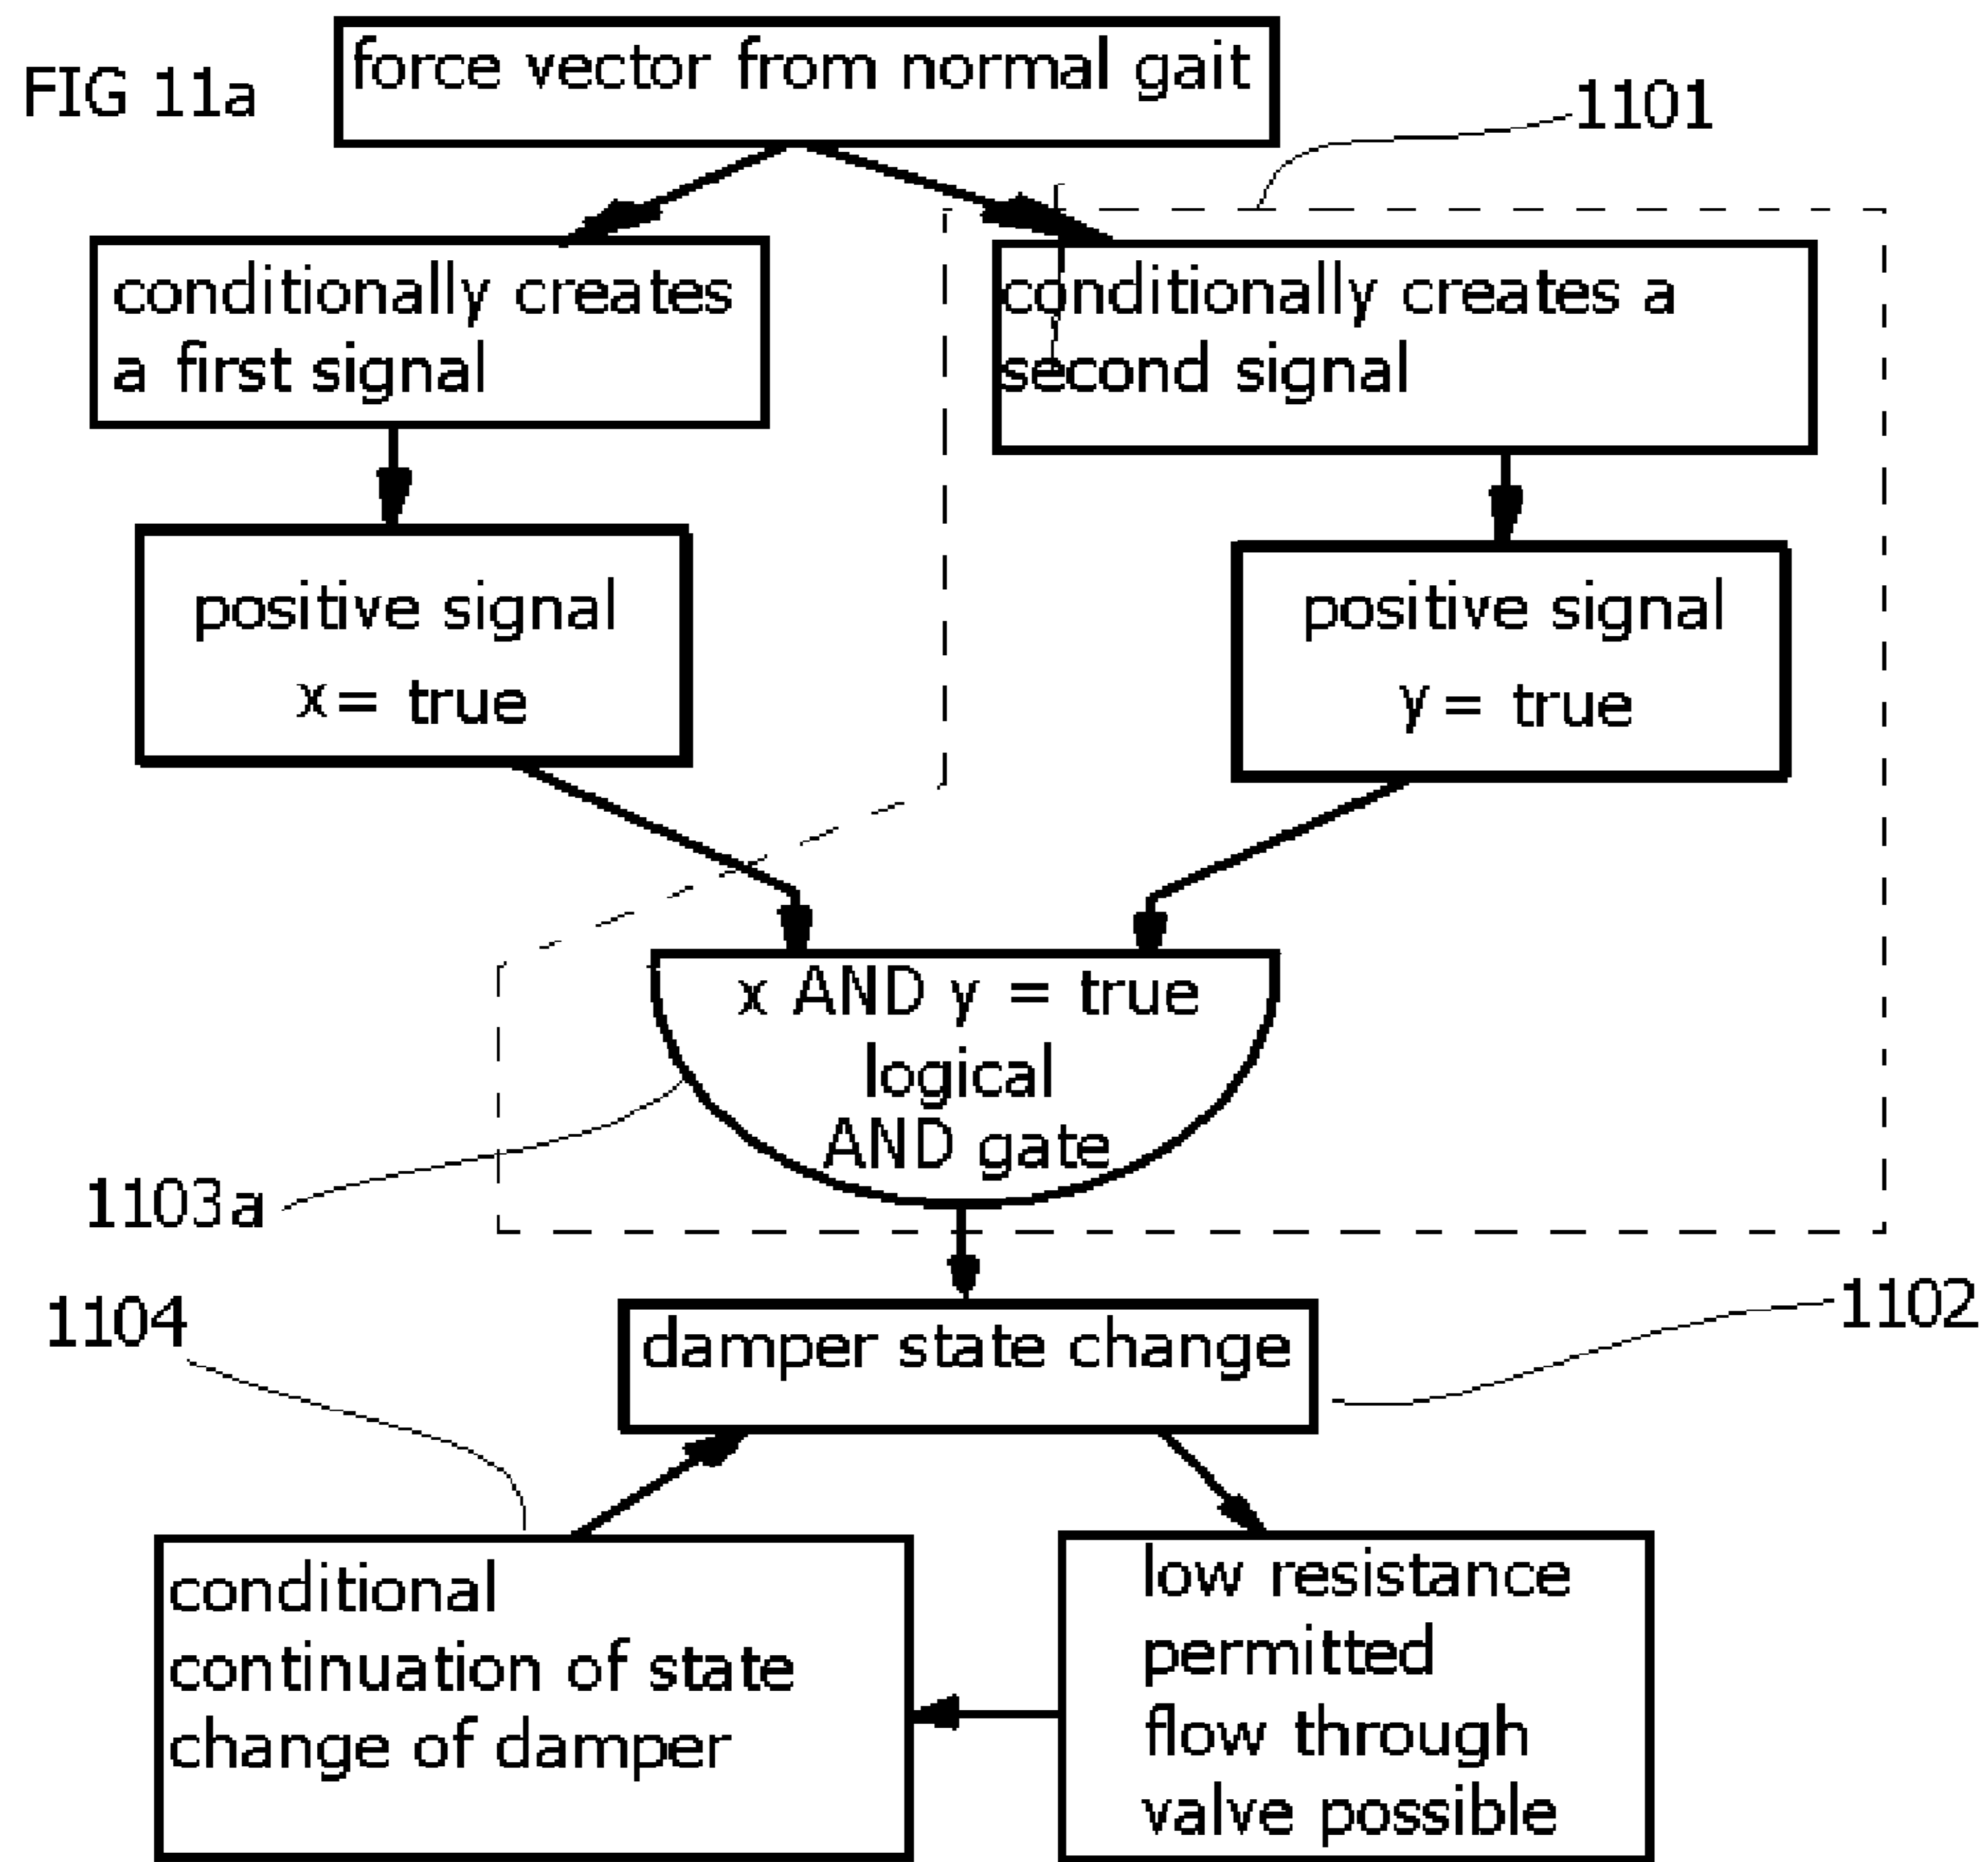 FIG 11a
force vector from normal gait
1101
conditionally creates
a first signal
conditionally creates a
second signal
positive signal
x= true
positive signal
y= true
x AND y = true
logical
AND gate
1103a
1104
damper state change
1102
conditional
continuation of state
change of damper
low resistance
permitted
flow through
valve possible